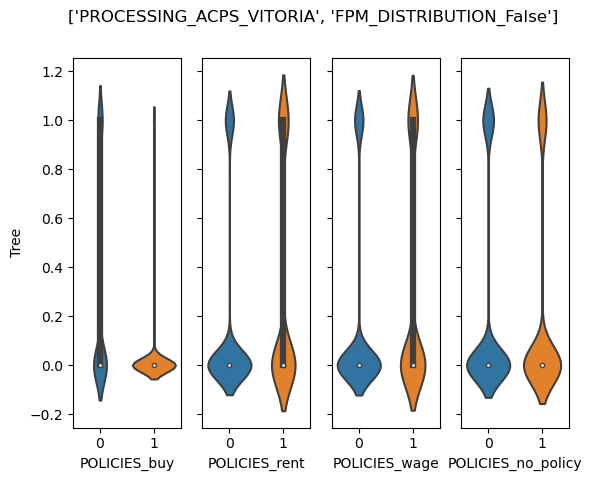 ['PROCESSING_ACPS_VITORIA', 'FPM_DISTRIBUTION_False']
1.2
1.0
0.8
0.6
0.4
0.2
0.0
−0.2
Tree
0 1 0 1 0 1 0 1
POLICIES_buy POLICIES_rent POLICIES_wage POLICIES_no_policy